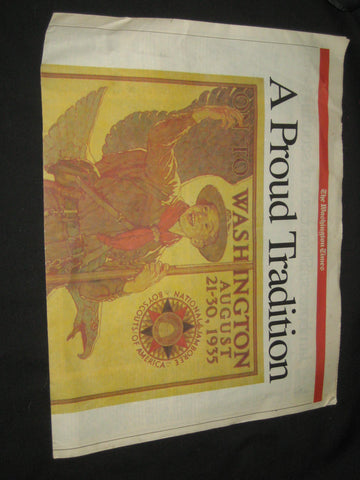 The Washington Times
A Proud Tradition
ON TO
WASHINGTON
AUGUST
21-30, 1935
NATIONAL JAMBOREE
BOY SCOUTS OF AMERICA